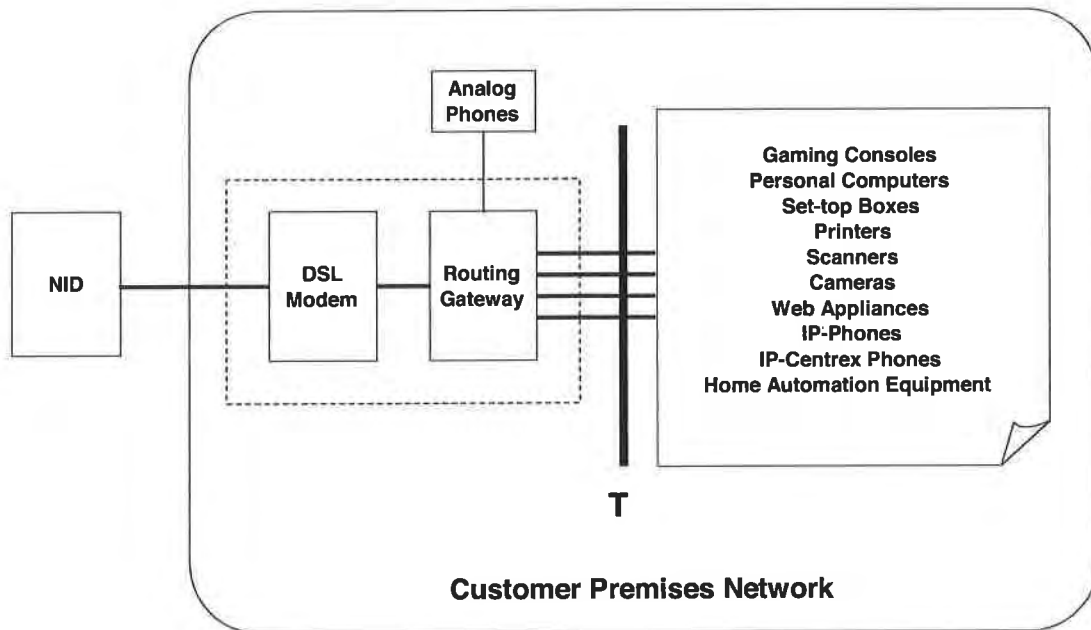 Analog
Phones
NID
DSL
Modem
Routing
Gateway
Gaming Consoles
Personal Computers
Set-top Boxes
Printers
Scanners
Cameras
Web Appliances
IP-Phones
IP-Centrex Phones
Home Automation Equipment
T
Customer Premises Network